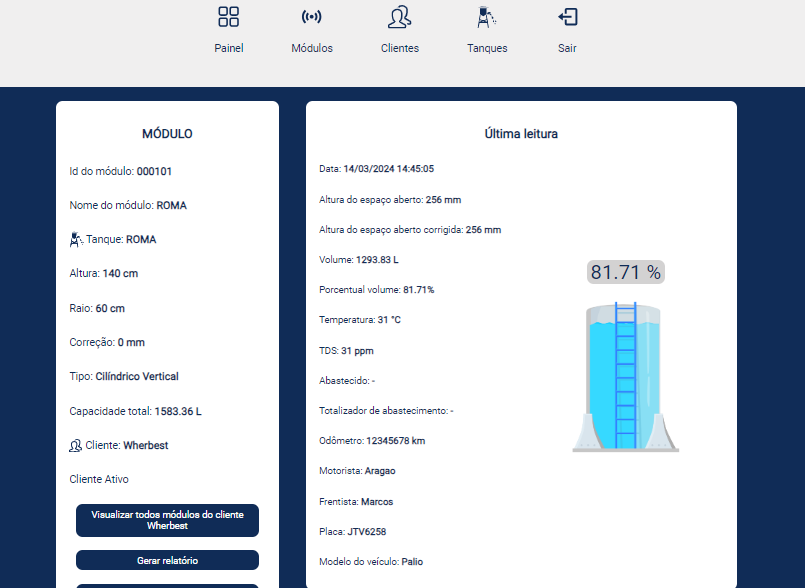 Painel
Módulos
Clientes
Tanques
Sair
MÓDULO
Id do módulo: 000101
Nome do módulo: ROMA
Tanque: ROMA
Altura: 140 cm
Raio: 60 cm
Correção: 0 mm
Tipo: Cilíndrico Vertical
Capacidade total: 1583.36 L
Cliente: Wherbest
Cliente Ativo
Visualizar todos módulos do cliente
Wherbest
Gerar relatório
Última leitura
Data: 14/03/2024 14:45:05
Altura do espaço aberto: 256 mm
Altura do espaço aberto corrigida: 256 mm
Volume: 1293.83 L
Porcentual volume: 81.71%
Temperatura: 31 °C
TDS: 31 ppm
Abastecido: -
Totalizador de abastecimento: -
Odômetro: 12345678 km
Motorista: Aragao
Frentista: Marcos
Placa: JTV6258
Modelo do veículo: Palio
81.71 %